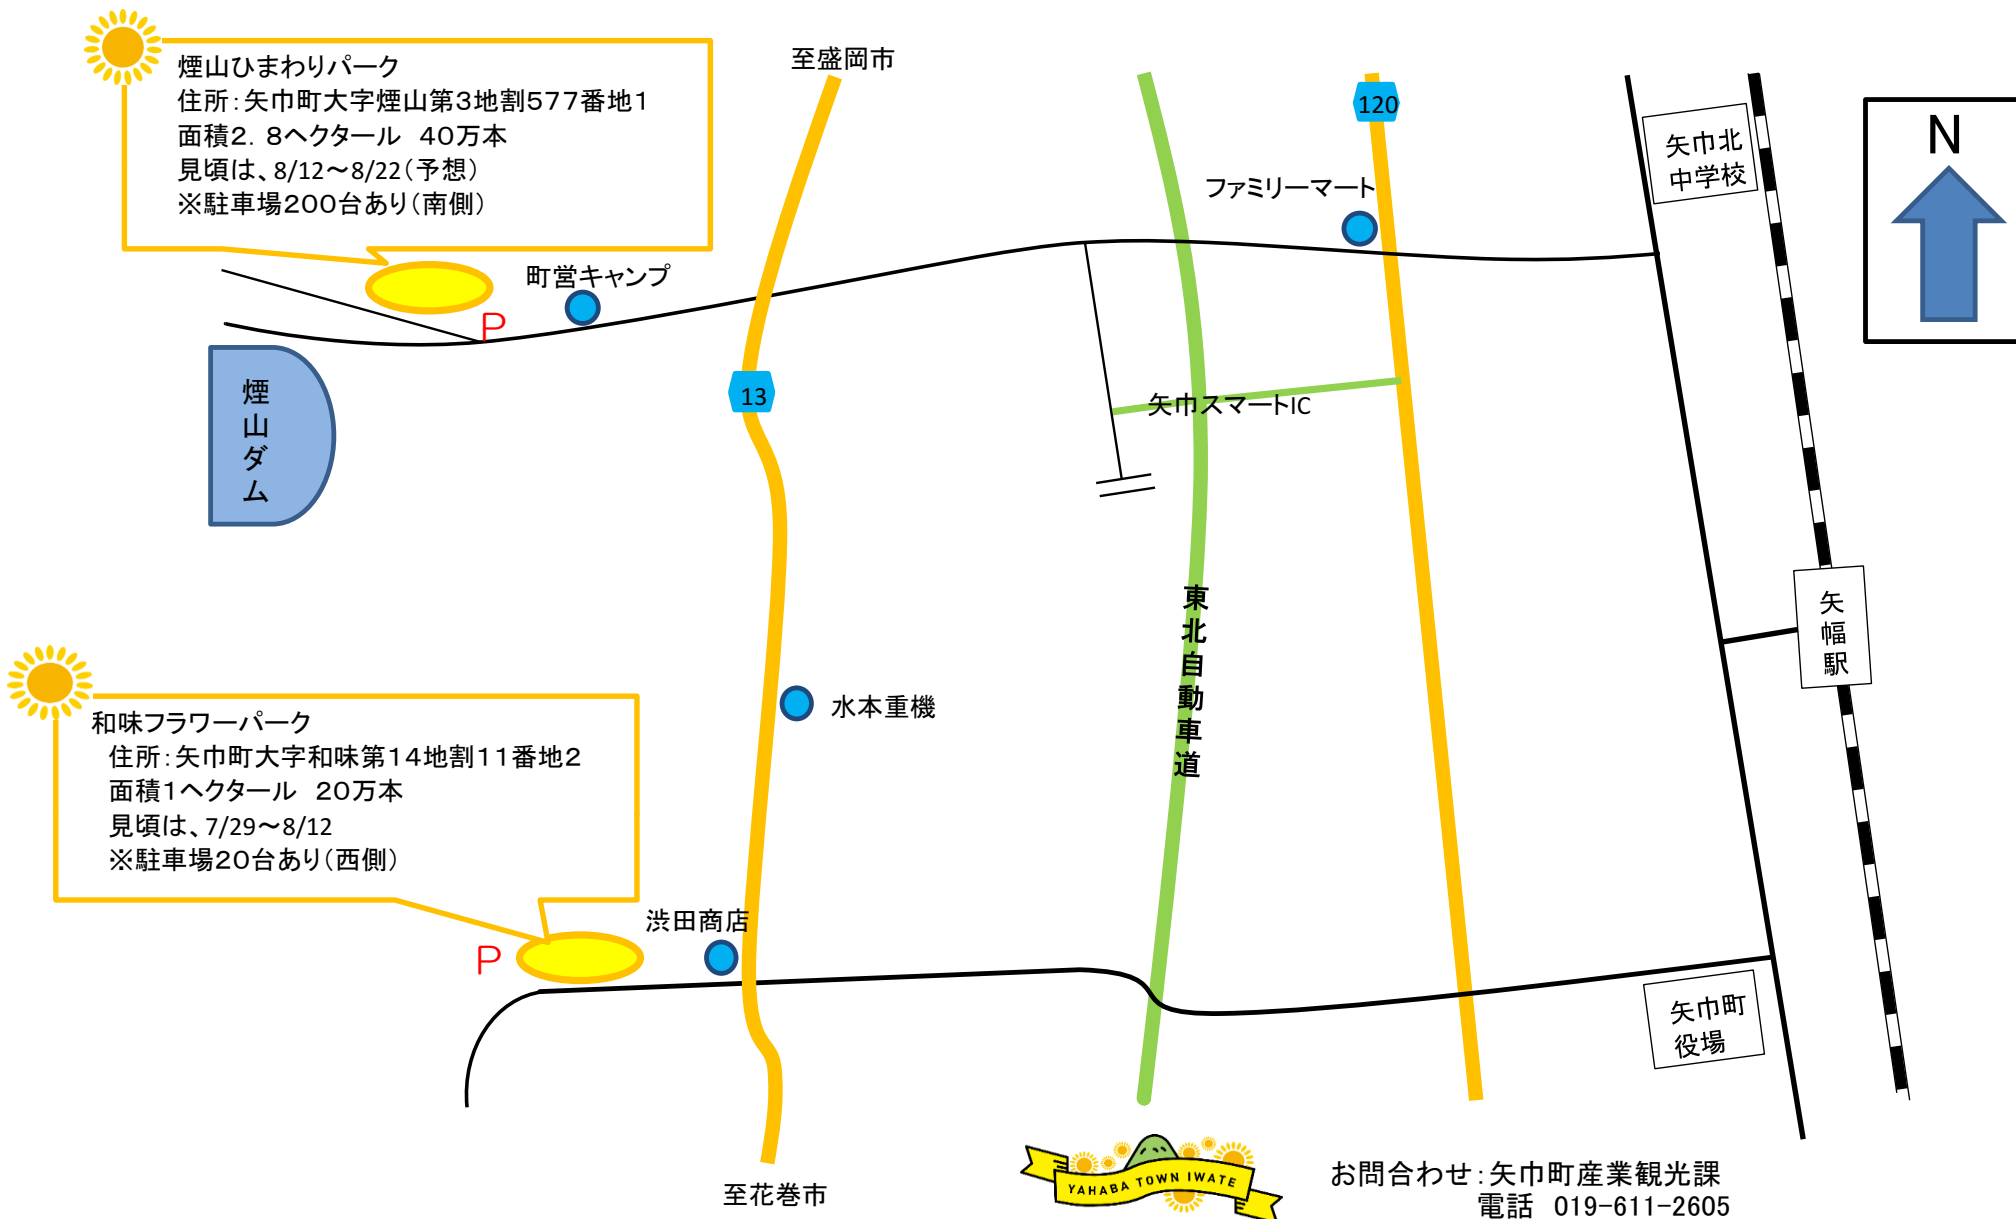 煙山ひまわりパーク
住所：矢巾町大字煙山第3地割577番地1
面積2．8ヘクタール　40万本
見頃は、8/12～8/22（予想）
※駐車場200台あり（南側）
至盛岡市
120
矢巾北
中学校
N
ファミリーマート
町営キャンプ
P
煙山ダム
13
矢巾スマートIC
東北自動車道
矢幅駅
水本重機
和味フラワーパーク
住所：矢巾町大字和味第14地割11番地2
面積1ヘクタール　20万本
見頃は、7/29～8/12
※駐車場20台あり（西側）
渋田商店
P
矢巾町
役場
至花巻市
YAHABA TOWN IWATE
お問合わせ：矢巾町産業観光課
電話　019-611-2605